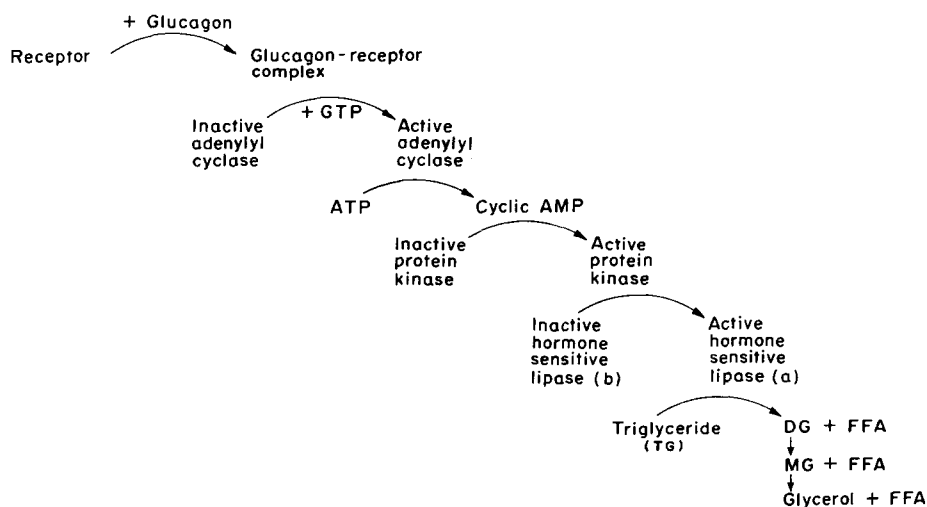 + Glucagon
Receptor
Glucagon-receptor
complex
+ GTP
Inactive
adenylyl
cyclase
Active
adenylyl
cyclase
ATP
Cyclic AMP
Inactive
protein
kinase
Active
protein
kinase
Inactive
hormone
sensitive
lipase (b)
Active
hormone
sensitive
lipase (a)
Triglyceride
(TG)
DG + FFA
MG + FFA
Glycerol + FFA